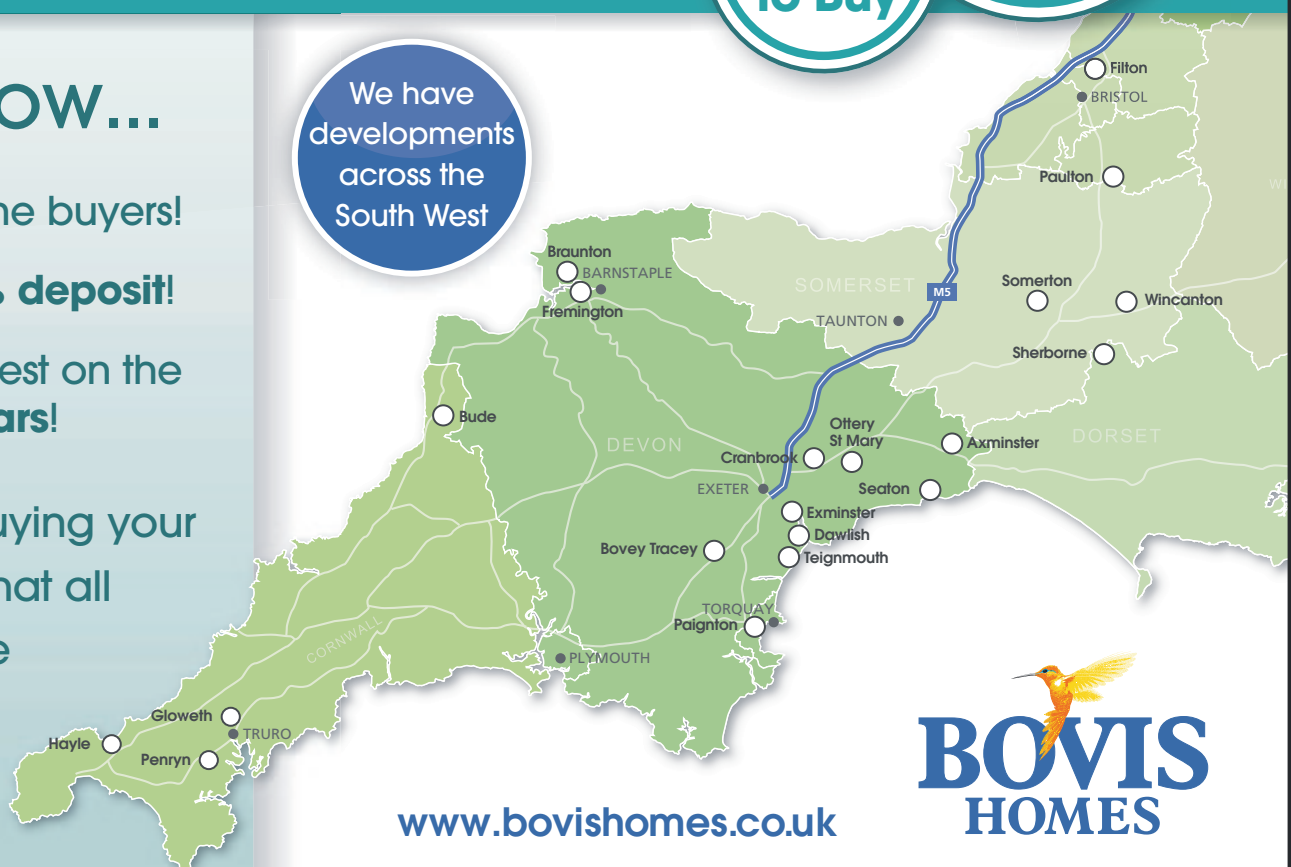 To Buy
ow...
ne buyers!
deposit!
est on the
ars!
uying your
hat all
e
We have
developments
across the
South West
Filton
BRISTOL
Paulton
Braunton
BARNSTAPLE
Fremington
SOMERSET
M5
Somerton
Wincanton
TAUNTON
Sherborne
Bude
DEVON
Ottery
St Mary
Cranbrook
Axminster
DORSET
EXETER
Seaton
Exminster
Dawlish
Bovey Tracey
Teignmouth
TORQUAY
Paignton
CORNWALL
PLYMOUTH
Gloweth
TRURO
Hayle
Penryn
BOVIS
HOMES
www.bovishomes.co.uk